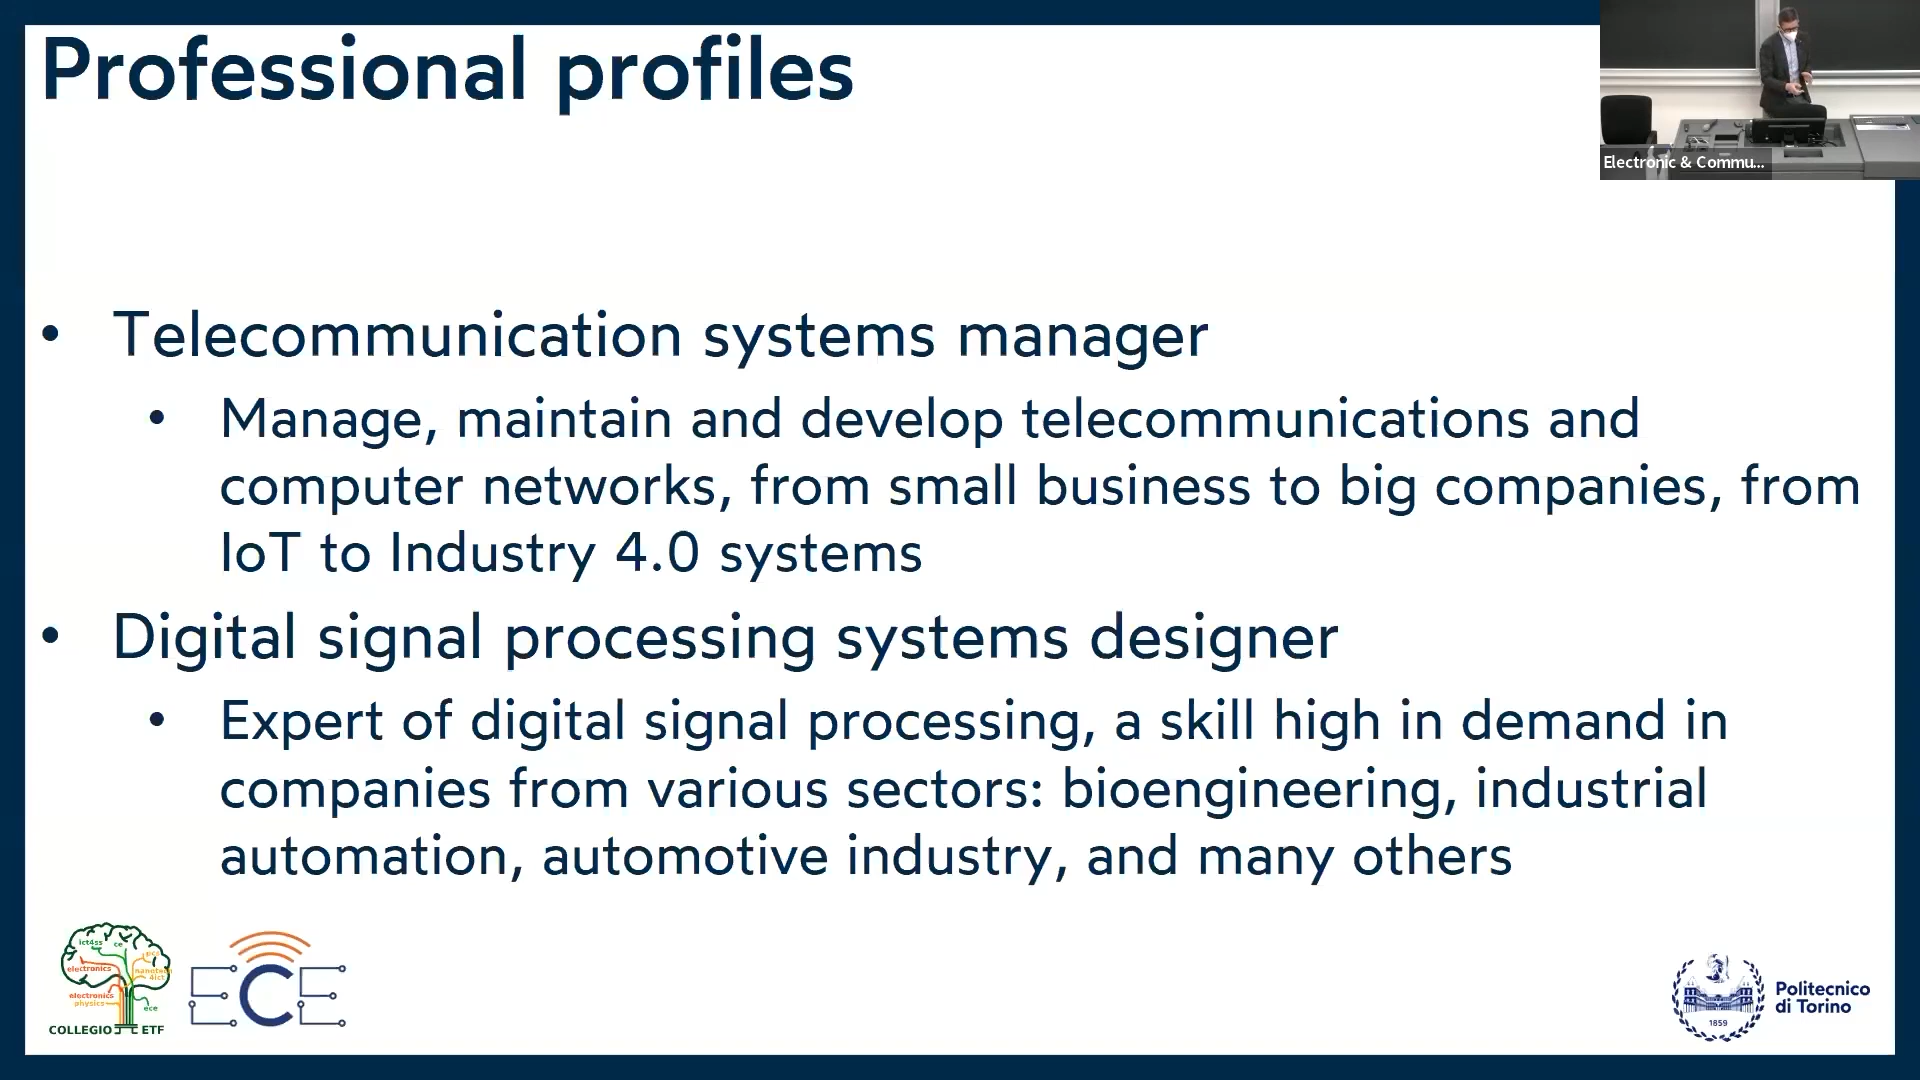 Professional profiles
Electronic & Commu...
• Telecommunication systems manager
• Manage, maintain and develop telecommunications and
computer networks, from small business to big companies, from
IoT to Industry 4.0 systems
• Digital signal processing systems designer
• Expert of digital signal processing, a skill high in demand in
companies from various sectors: bioengineering, industrial
automation, automotive industry, and many others
ict4ss
ce
electronics
nanotech
4ict
electronics
physics
ece
COLLEGIO ETF
ECE
1859
Politecnico
di Torino